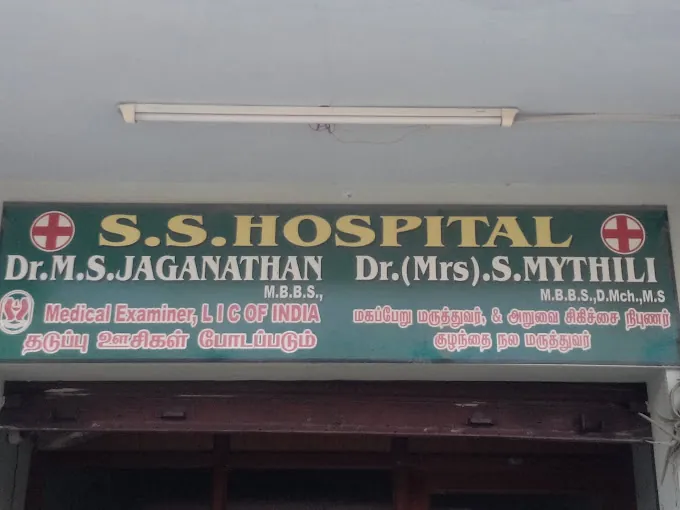 S.S.HOSPITAL
Dr.M.S.JAGANATHAN
M.B.B.S.,
Medical Examiner, L I C OF INDIA
தடுப்பு ஊசிகள் போடப்படும்
Dr.(Mrs).S.MYTHILI
M.B.B.S.,D.Mch.,M.S
மகப்பேறு மருத்துவர், & அறுவை சிகிச்சை நிபுணர்
குழந்தை நல மருத்துவர்